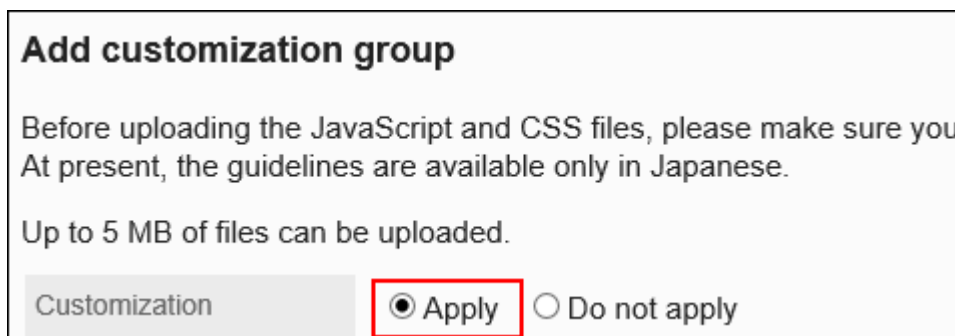 Add customization group
Before uploading the JavaScript and CSS files, please make sure you
At present, the guidelines are available only in Japanese.
Up to 5 MB of files can be uploaded.
Customization Apply Do not apply